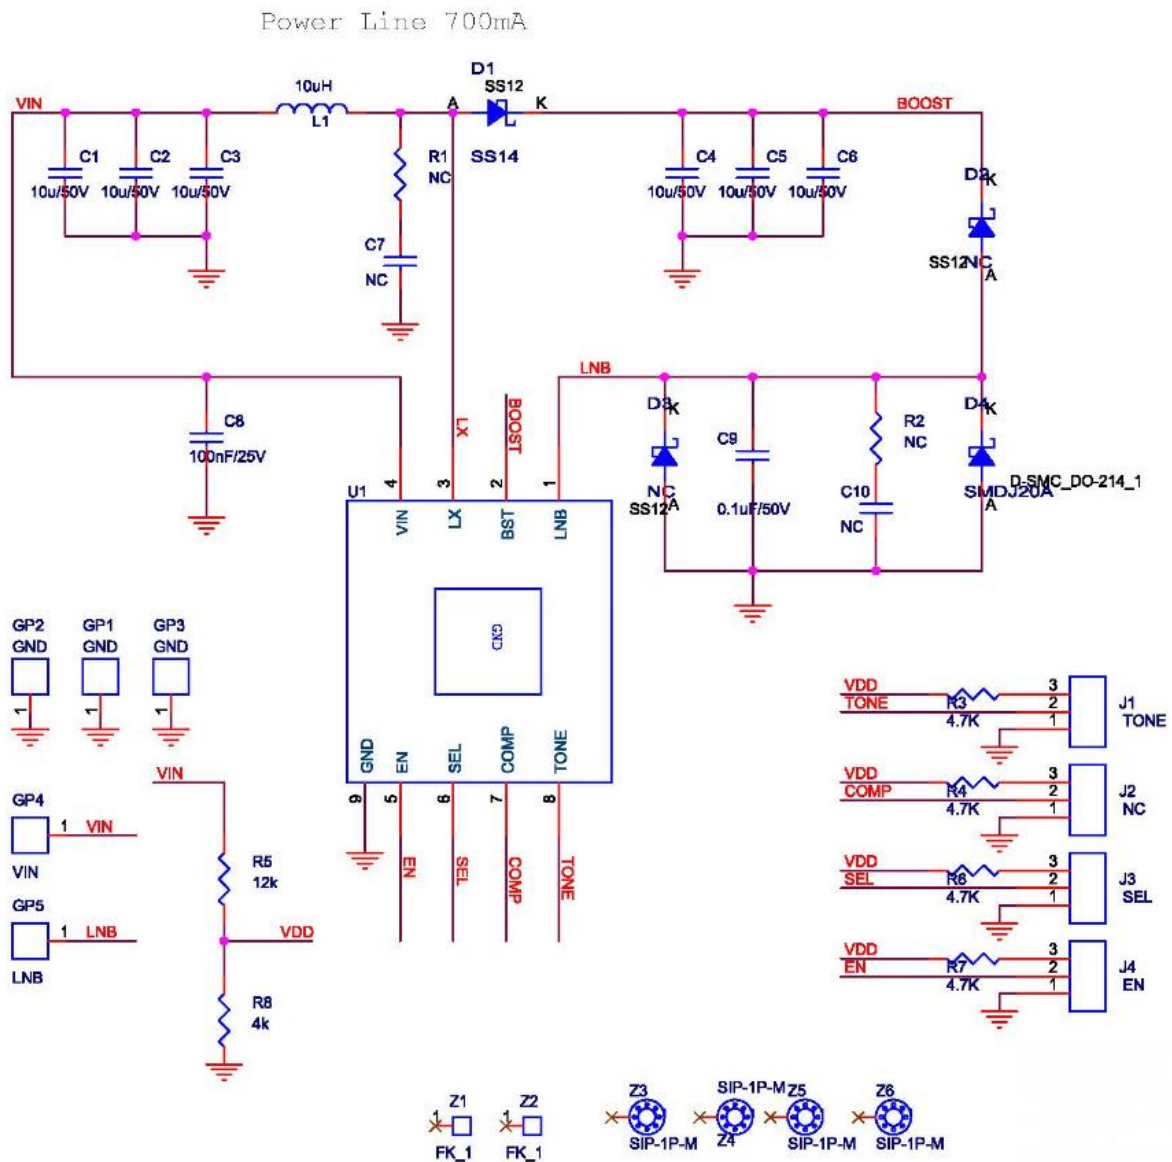 Power Line 700mA
D1
10uH
SS12
VIN
A
K
BOOST
L1
C1
C2
C3
R1
NC
SS14
C4
C5
C6
10u/50V
10u/50V
10u/50V
10u/50V
10u/50V
10u/50V
D2
K
C7
NC
SS12
NC
A
LNB
C8
100nF/25V
LX
BOOST
D3
K
C9
R2
NC
D4
K
NC
SS12
A
0.1uF/50V
C10
NC
D-SMC_DO-214_1
SMDJ20A
A
U1
4
3
2
1
VIN
LX
BST
LNB
GND
GP2
GND
GP1
GND
GP3
GND
1
1
1
GND
EN
SEL
COMP
TONE
9
5
6
7
8
EN
SEL
COMP
TONE
VIN
GP4
1
VIN
VIN
R5
12k
GP5
1
LNB
LNB
VDD
R8
4k
VDD
TONE
R3
4.7K
3
2
1
J1
TONE
VDD
COMP
R4
4.7K
3
2
1
J2
NC
VDD
SEL
R6
4.7K
3
2
1
J3
SEL
VDD
EN
R7
4.7K
3
2
1
J4
EN
Z1
1
FK_1
Z2
1
FK_1
Z3
SIP-1P-M
SIP-1P-M
Z4
Z5
SIP-1P-M
Z6
SIP-1P-M